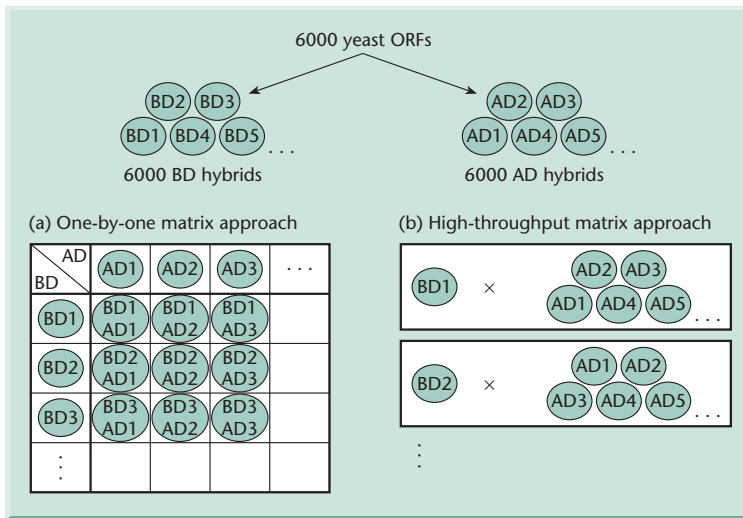 6000 yeast ORFs
BD2 BD3
BD1 BD4 BD5 ...
6000 BD hybrids
AD2 AD3
AD1 AD4 AD5 ...
6000 AD hybrids
(a) One-by-one matrix approach
AD
BD
AD1 AD2 AD3 ...
BD1
BD1 BD1 BD1
AD1 AD2 AD3
BD2
BD2 BD2 BD2
AD1 AD2 AD3
BD3
BD3 BD3 BD3
AD1 AD2 AD3
⋮
(b) High-throughput matrix approach
AD2 AD3
BD1 ×
AD1 AD4 AD5 ...
AD1 AD2
BD2 ×
AD3 AD4 AD5 ...
⋮